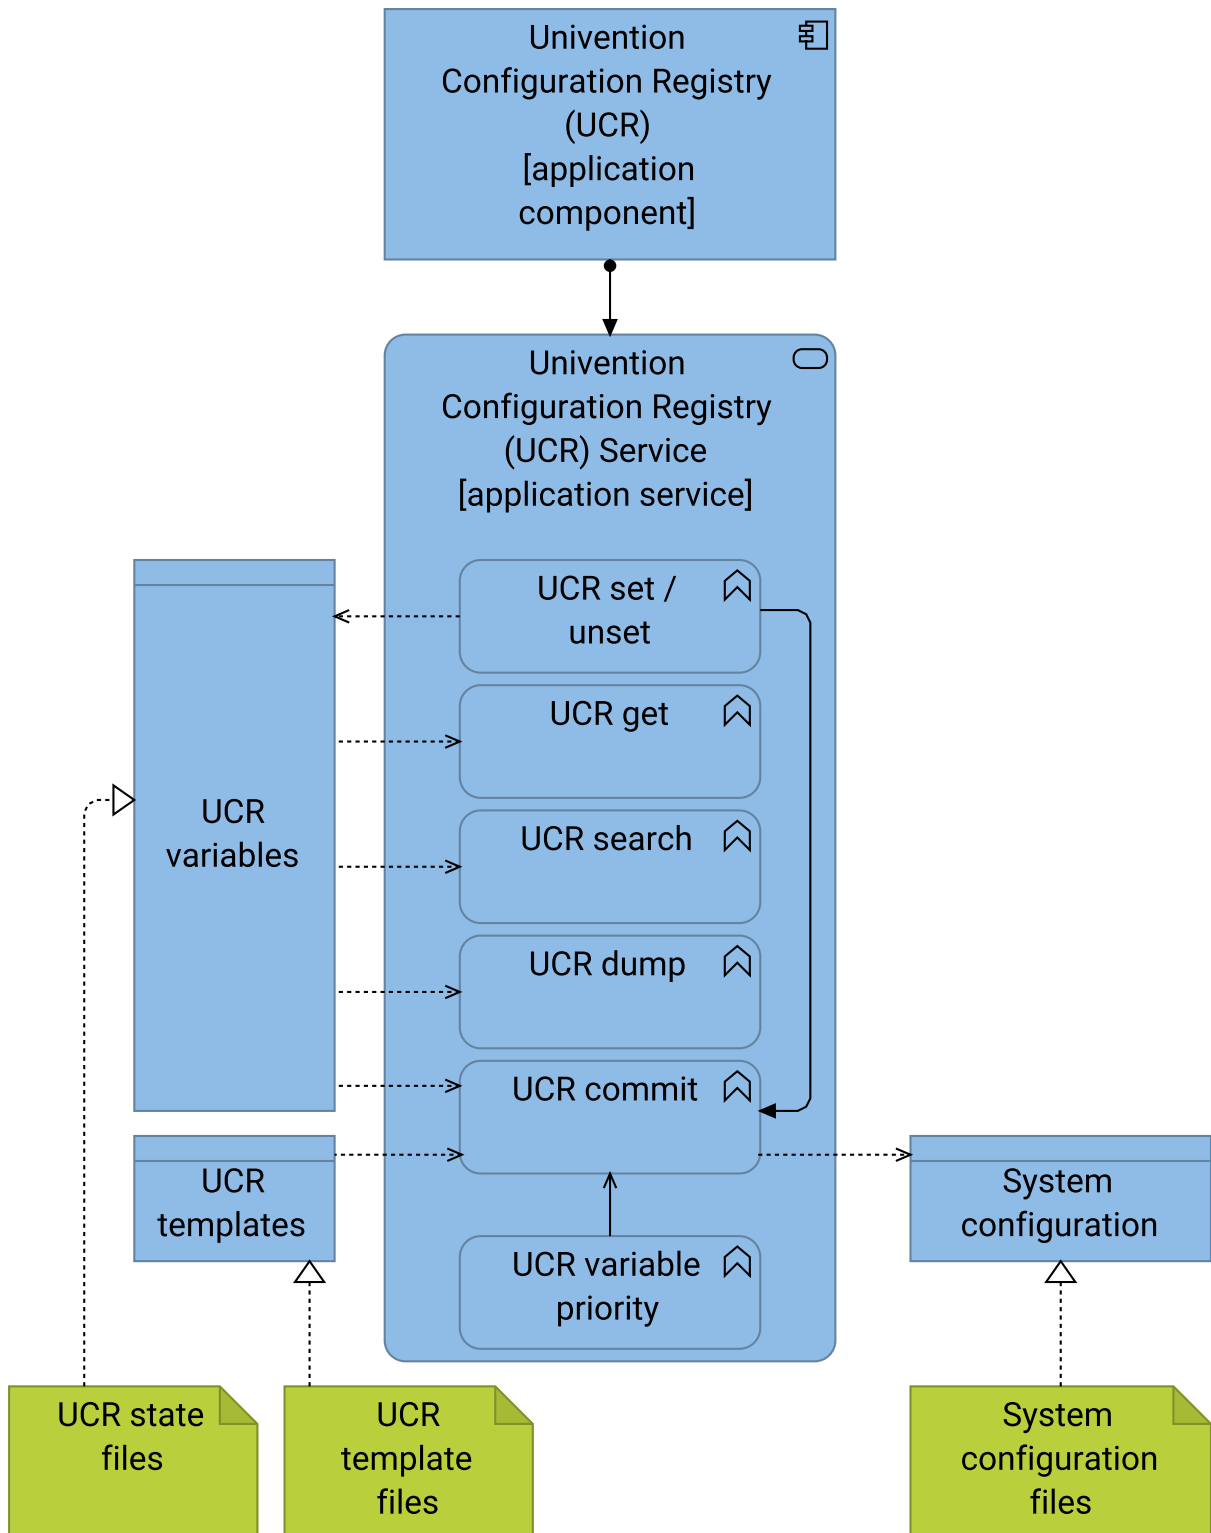 Univention
Configuration Registry
(UCR)
[application
component]
Univention
Configuration Registry
(UCR) Service
[application service]
UCR set /
unset
UCR get
UCR search
UCR dump
UCR commit
UCR variable
priority
UCR
variables
UCR
templates
System
configuration
UCR state
files
UCR
template
files
System
configuration
files